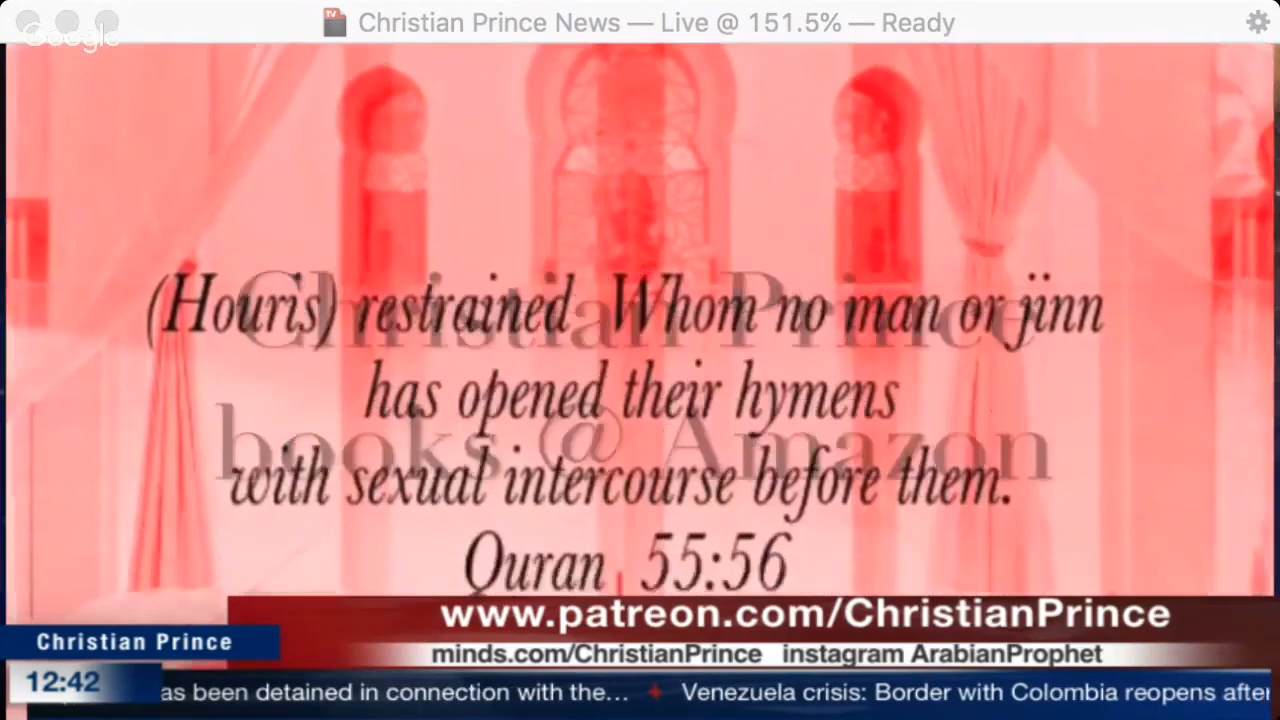 Christian Prince News — Live @ 151.5% — Ready
Google
TV
Christian Prince
books @ Amazon
(Houris) restrained Whom no man or jinn
has opened their hymens
with sexual intercourse before them.
Quran 55:56
www.patreon.com/ChristianPrince
Christian Prince
minds.com/ChristianPrince instagram ArabianProphet
12:42
as been detained in connection with the... Venezuela crisis: Border with Colombia reopens after